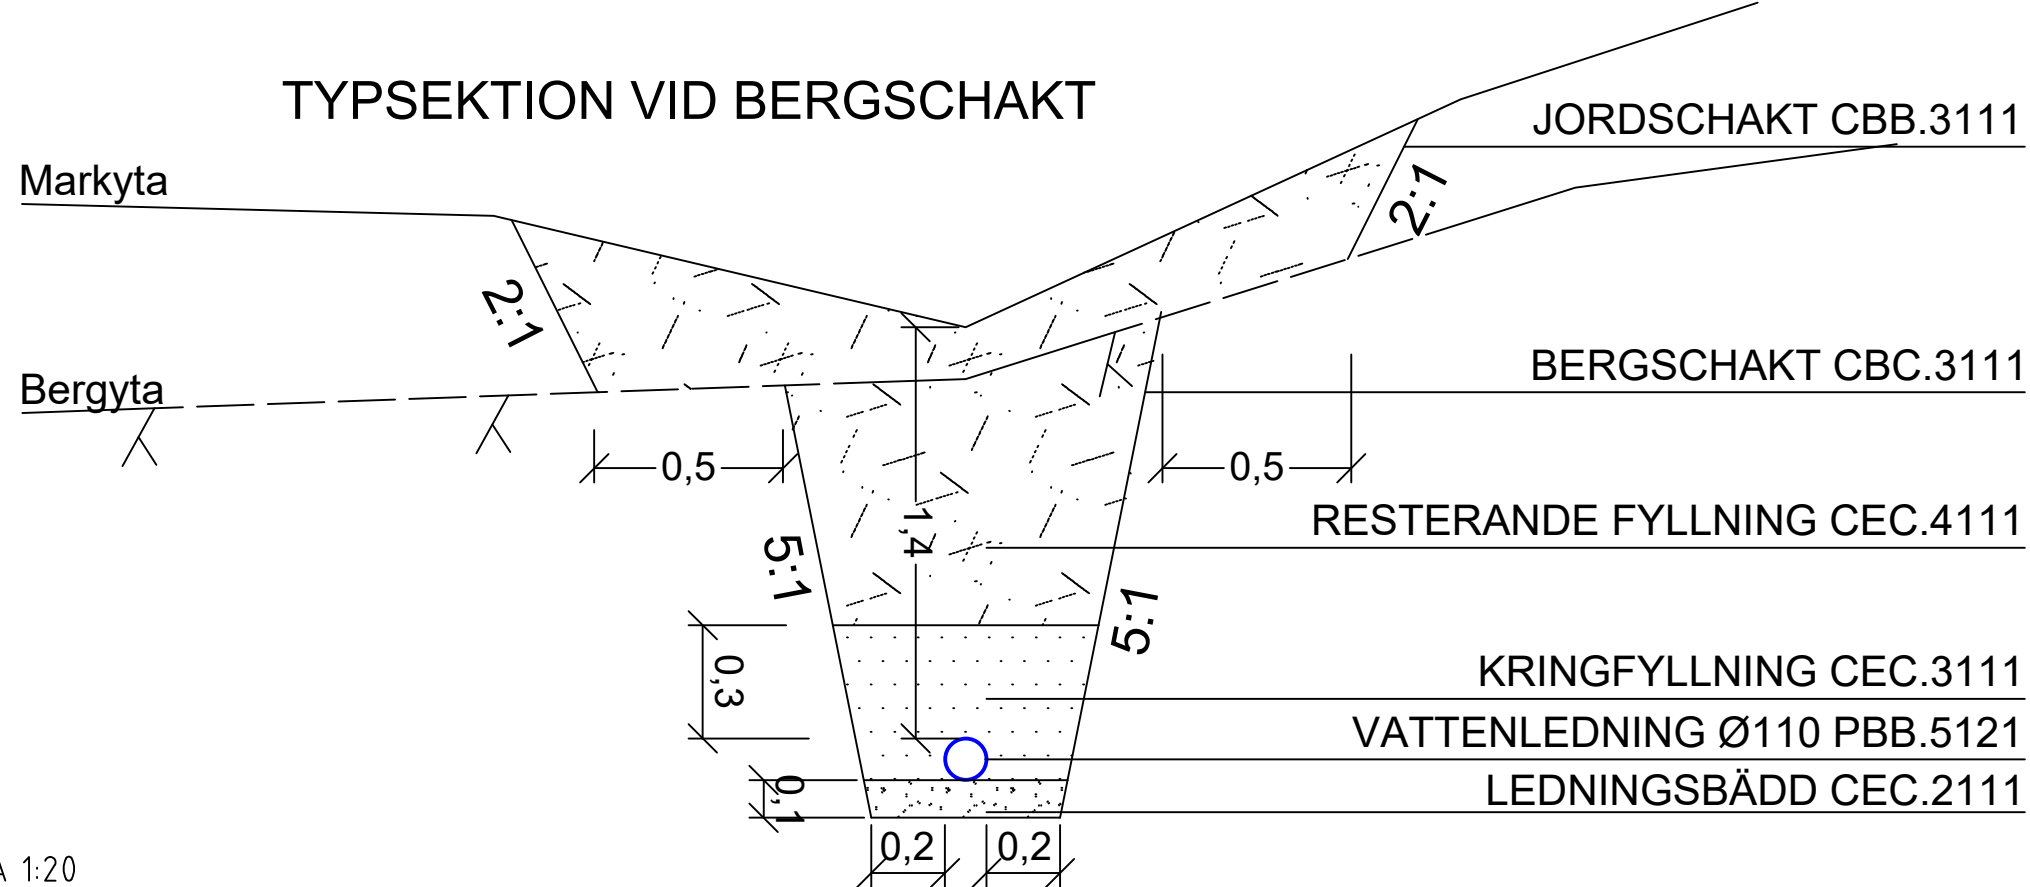 TYPSEKTION VID BERGSCHAKT
JORDSCHAKT CBB.3111
Markyta
2:1
2:1
Bergyta
BERGSCHAKT CBC.3111
0,5
0,5
1,4
RESTERANDE FYLLNING CEC.4111
5:1
5:1
0,3
KRINGFYLLNING CEC.3111
VATTENLEDNING Ø110 PBB.5121
0,1
LEDNINGSBÄDD CEC.2111
0,2
0,2
A 1:20